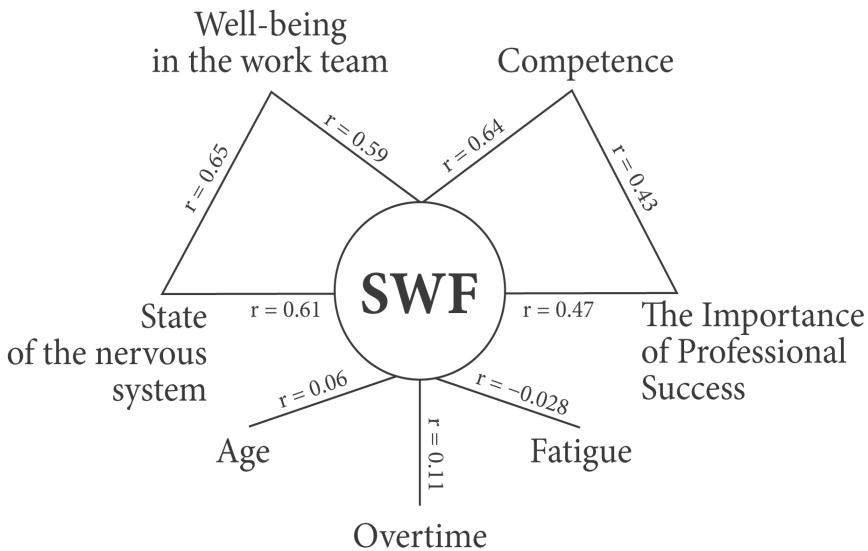 Well-being
in the work team
Competence
r = 0.59
r = 0.64
r = 0.65
r = 0.43
SWF
r = 0.61
r = 0.47
State
of the nervous
system
The Importance
of Professional
Success
r = 0.06
r = −0.028
r = 0.11
Age
Fatigue
Overtime